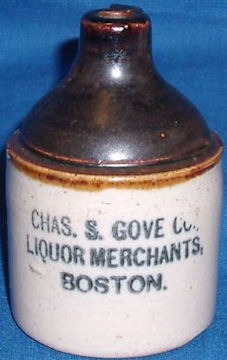 CHAS. S. GOVE CO.,
LIQUOR MERCHANTS,
BOSTON.